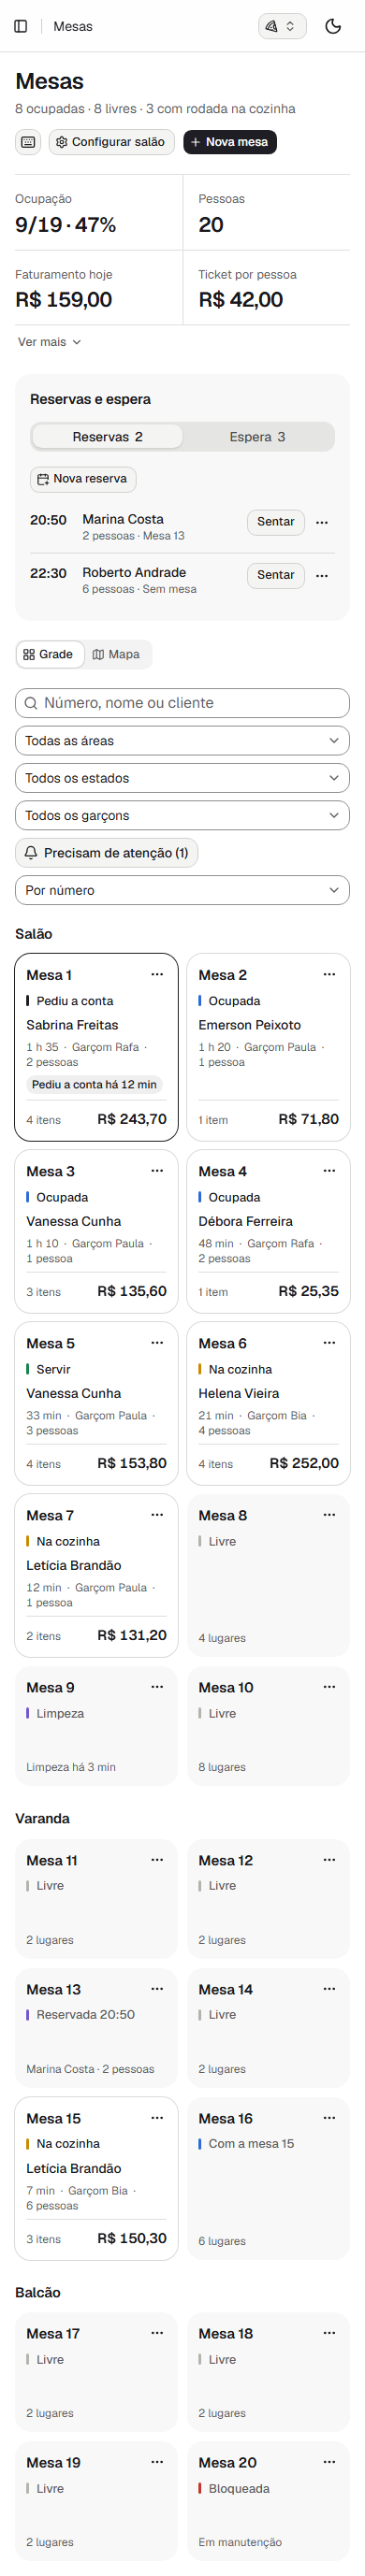 Mesas
Mesas
8 ocupadas · 8 livres · 3 com rodada na cozinha
Configurar salão
Nova mesa
Ocupação
9/19 · 47%
Pessoas
20
Faturamento hoje
R$ 159,00
Ticket por pessoa
R$ 42,00
Ver mais
Reservas e espera
Reservas 2
Espera 3
Nova reserva
20:50
Marina Costa
2 pessoas · Mesa 13
Sentar
22:30
Roberto Andrade
6 pessoas · Sem mesa
Sentar
Grade
Mapa
Número, nome ou cliente
Todas as áreas
Todos os estados
Todos os garçons
Precisam de atenção (1)
Por número
Salão
Mesa 1
Pediu a conta
Sabrina Freitas
1 h 35 · Garçom Rafa ·
2 pessoas
Pediu a conta há 12 min
4 itens
R$ 243,70
Mesa 2
Ocupada
Emerson Peixoto
1 h 20 · Garçom Paula ·
1 pessoa
1 item
R$ 71,80
Mesa 3
Ocupada
Vanessa Cunha
1 h 10 · Garçom Paula ·
1 pessoa
3 itens
R$ 135,60
Mesa 4
Ocupada
Débora Ferreira
48 min · Garçom Rafa ·
2 pessoas
1 item
R$ 25,35
Mesa 5
Servir
Vanessa Cunha
33 min · Garçom Paula ·
3 pessoas
4 itens
R$ 153,80
Mesa 6
Na cozinha
Helena Vieira
21 min · Garçom Bia ·
4 pessoas
4 itens
R$ 252,00
Mesa 7
Na cozinha
Letícia Brandão
12 min · Garçom Paula ·
1 pessoa
2 itens
R$ 131,20
Mesa 8
Livre
4 lugares
Mesa 9
Limpeza
Limpeza há 3 min
Mesa 10
Livre
8 lugares
Varanda
Mesa 11
Livre
2 lugares
Mesa 12
Livre
2 lugares
Mesa 13
Reservada 20:50
Marina Costa · 2 pessoas
Mesa 14
Livre
2 lugares
Mesa 15
Na cozinha
Letícia Brandão
7 min · Garçom Bia ·
6 pessoas
3 itens
R$ 150,30
Mesa 16
Com a mesa 15
6 lugares
Balcão
Mesa 17
Livre
2 lugares
Mesa 18
Livre
2 lugares
Mesa 19
Livre
2 lugares
Mesa 20
Bloqueada
Em manutenção